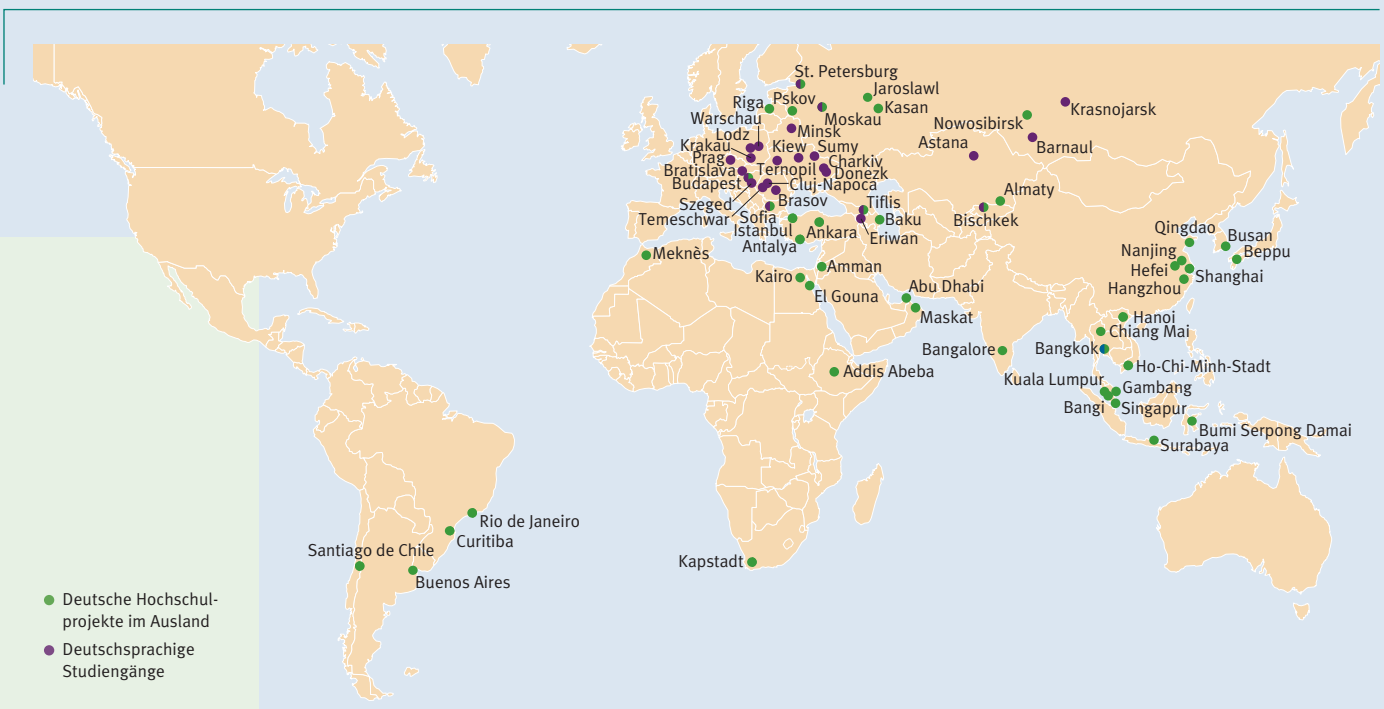 St. Petersburg
Jaroslawl
Riga
Pskov
Moskau
Kasan
Krasnojarsk
Warschau
Nowosibirsk
Lodz
Minsk
Barnaul
Krakau
Kiew
Sumy
Astana
Prag
Charkiv
Bratislava
Ternopil
Donezk
Budapest
Cluj-Napoca
Almaty
Szeged
Brasov
Tiflis
Temeschwar
Sofia
Baku
Bischkek
Istanbul
Ankara
Eriwan
Qingdao
Busan
Antalya
Meknès
Nanjing
Beppu
Amman
Hefei
Shanghai
Kairo
El Gouna
Abu Dhabi
Hangzhou
Maskat
Hanoi
Chiang Mai
Bangalore
Bangkok
Addis Abeba
Ho-Chi-Minh-Stadt
Kuala Lumpur
Gambang
Bangi
Singapur
Bumi Serpong Damai
Surabaya
Rio de Janeiro
Curitiba
Santiago de Chile
Buenos Aires
Kapstadt
Deutsche Hochschul-
projekte im Ausland
Deutschsprachige
Studiengänge